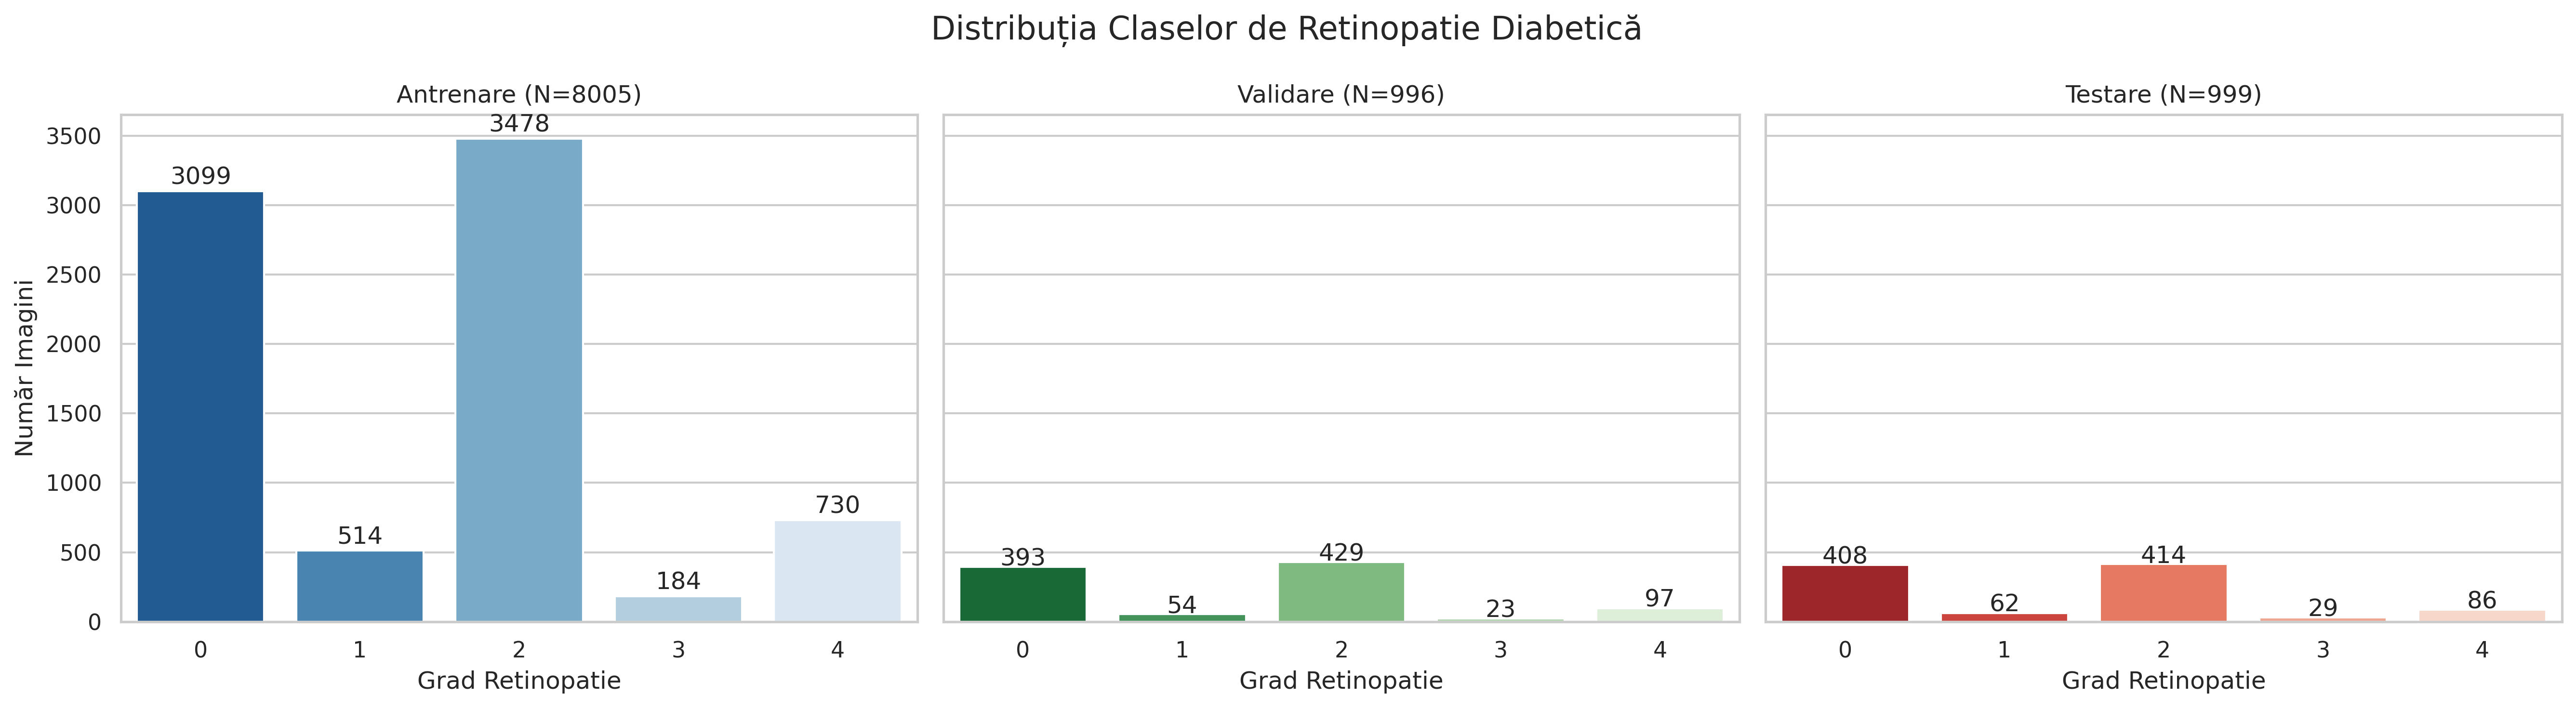 Distribuția Claselor de Retinopatie Diabetică
Antrenare (N=8005)
Număr Imagini
3500
3000
2500
2000
1500
1000
500
0
3099
514
3478
184
730
0 1 2 3 4
Grad Retinopatie
Validare (N=996)
393
54
429
23
97
0 1 2 3 4
Grad Retinopatie
Testare (N=999)
408
62
414
29
86
0 1 2 3 4
Grad Retinopatie